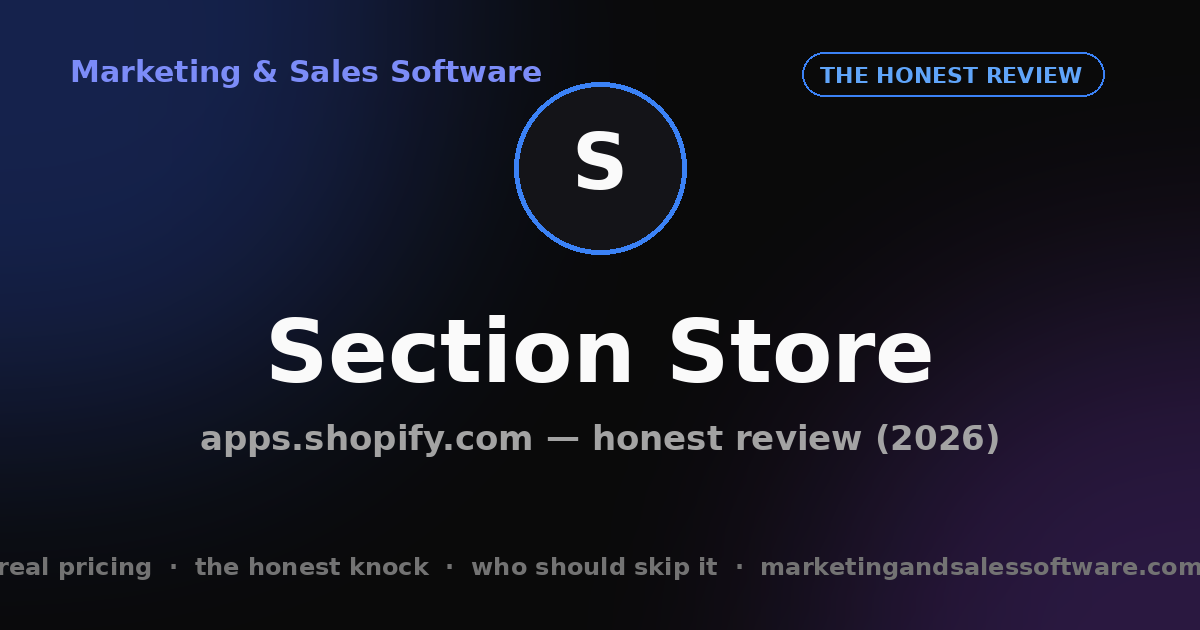 Marketing & Sales Software
THE HONEST REVIEW
S
Section Store
apps.shopify.com — honest review (2026)
real pricing · the honest knock · who should skip it · marketingandsalessoftware.com